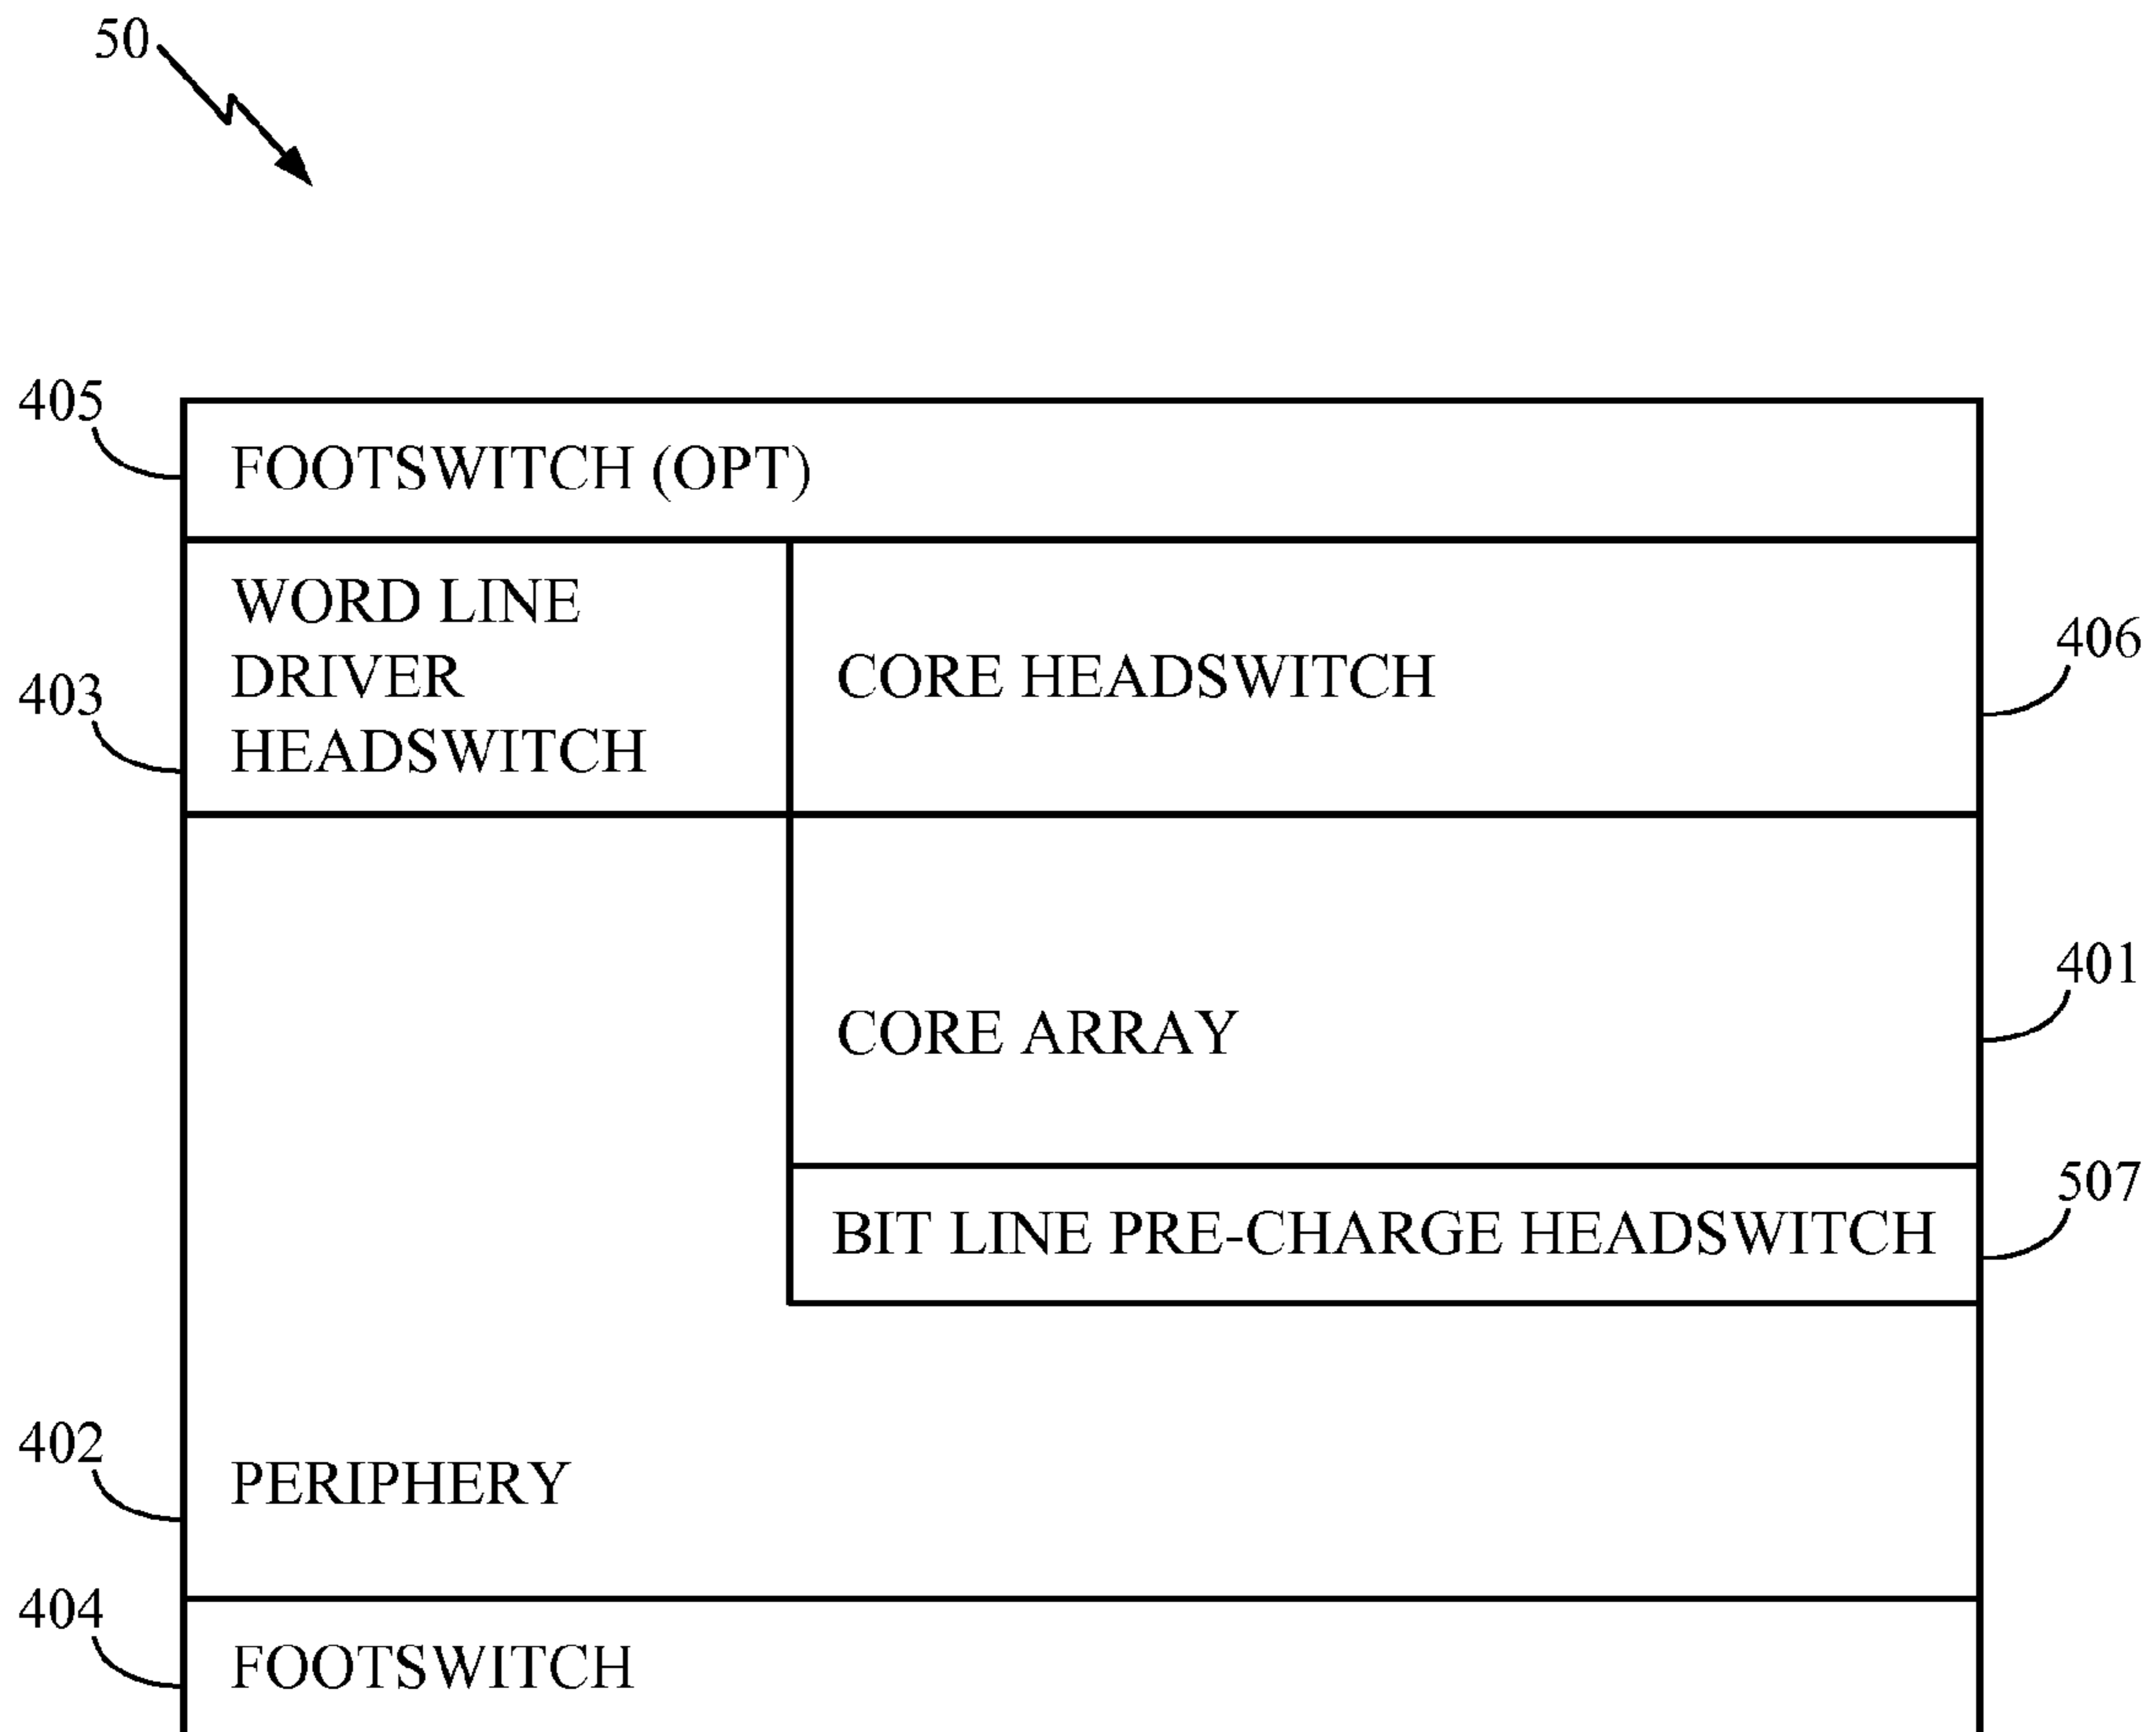 50
405
FOOTSWITCH (OPT)
WORD LINE
DRIVER
HEADSWITCH
403
CORE HEADSWITCH
406
CORE ARRAY
401
BIT LINE PRE-CHARGE HEADSWITCH
507
402
PERIPHERY
404
FOOTSWITCH